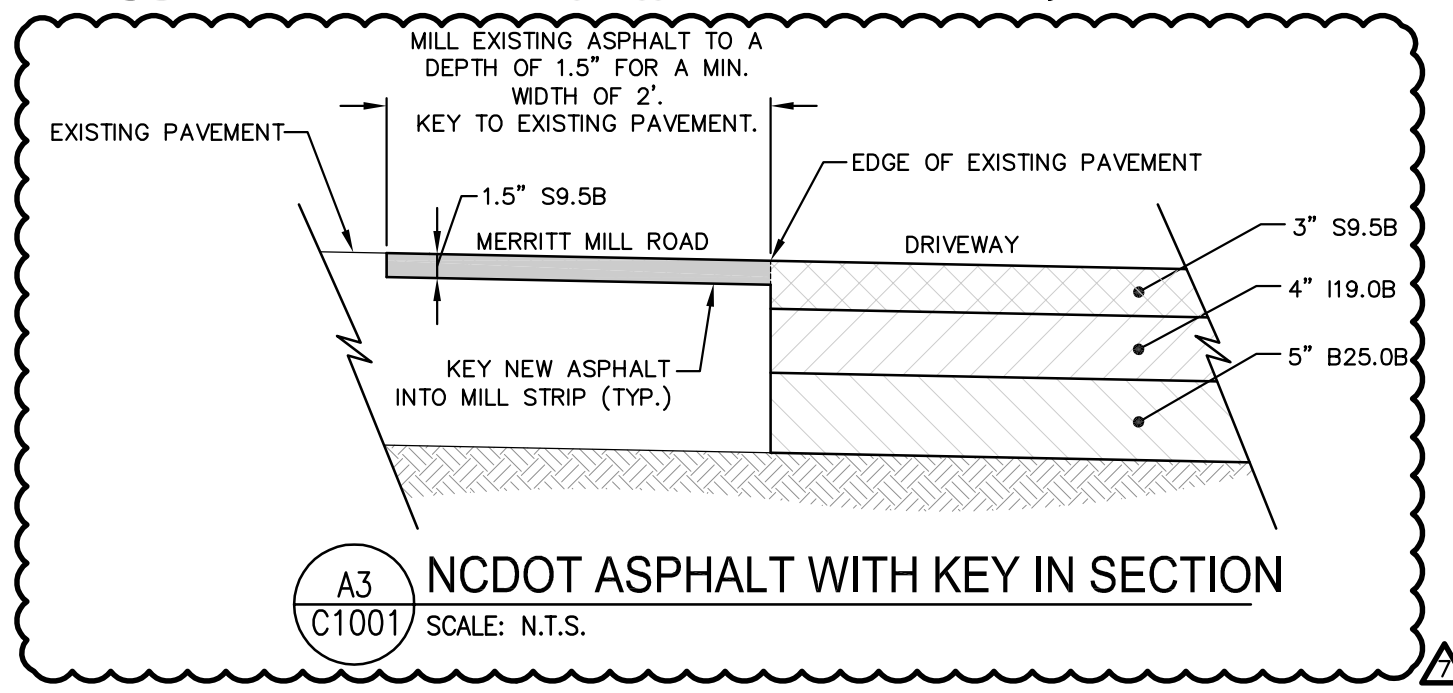 MILL EXISTING ASPHALT TO A
DEPTH OF 1.5" FOR A MIN.
WIDTH OF 2'.
KEY TO EXISTING PAVEMENT.
EXISTING PAVEMENT
EDGE OF EXISTING PAVEMENT
1.5" S9.5B
MERRITT MILL ROAD
DRIVEWAY
3" S9.5B
4" I19.0B
5" B25.0B
KEY NEW ASPHALT
INTO MILL STRIP (TYP.)
A3
C1001
NCDOT ASPHALT WITH KEY IN SECTION
SCALE: N.T.S.
7